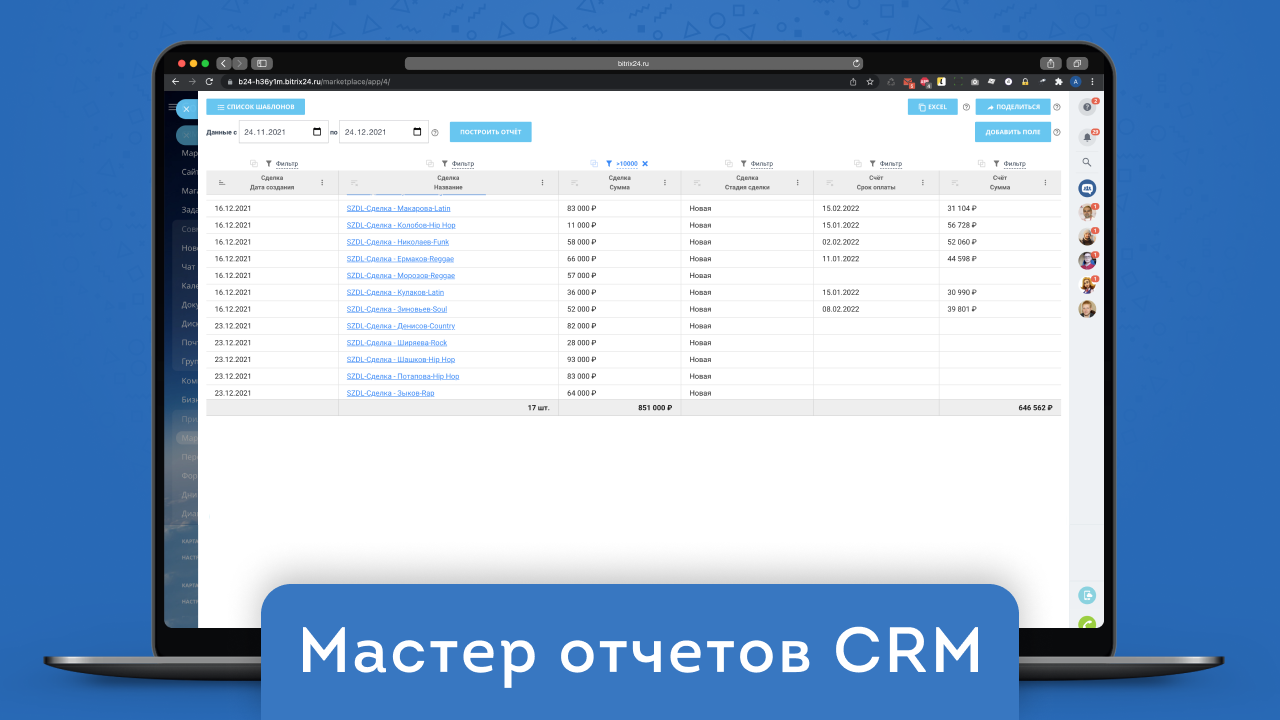 bitrix24.ru
b24-h36y1m.bitrix24.ru/marketplace/app/4/
СПИСОК ШАБЛОНОВ
EXCEL
ПОДЕЛИТЬСЯ
Данные с 24.11.2021 по 24.12.2021 ПОСТРОИТЬ ОТЧЁТ
ДОБАВИТЬ ПОЛЕ
Фильтр Фильтр >10000 Фильтр Фильтр Фильтр
Сделка Сделка Сделка Сделка Счёт Счёт
Дата создания Название Сумма Стадия сделки Срок оплаты Сумма
16.12.2021 SZDL-Сделка - Макарова-Latin 83 000 ₽ Новая 15.02.2022 31 104 ₽
16.12.2021 SZDL-Сделка - Колобов-Hip Hop 11 000 ₽ Новая 15.01.2022 56 728 ₽
16.12.2021 SZDL-Сделка - Николаев-Funk 58 000 ₽ Новая 02.02.2022 52 060 ₽
16.12.2021 SZDL-Сделка - Ермаков-Reggae 66 000 ₽ Новая 11.01.2022 44 598 ₽
16.12.2021 SZDL-Сделка - Морозов-Reggae 57 000 ₽ Новая
16.12.2021 SZDL-Сделка - Кулаков-Latin 36 000 ₽ Новая 15.01.2022 30 990 ₽
16.12.2021 SZDL-Сделка - Зиновьев-Soul 52 000 ₽ Новая 08.02.2022 39 801 ₽
23.12.2021 SZDL-Сделка - Денисов-Country 82 000 ₽ Новая
23.12.2021 SZDL-Сделка - Ширяева-Rock 28 000 ₽ Новая
23.12.2021 SZDL-Сделка - Шашков-Hip Hop 93 000 ₽ Новая
23.12.2021 SZDL-Сделка - Потапова-Hip Hop 83 000 ₽ Новая
23.12.2021 SZDL-Сделка - Зыков-Rap 64 000 ₽ Новая
17 шт. 851 000 ₽ 646 562 ₽
Мастер отчетов CRM